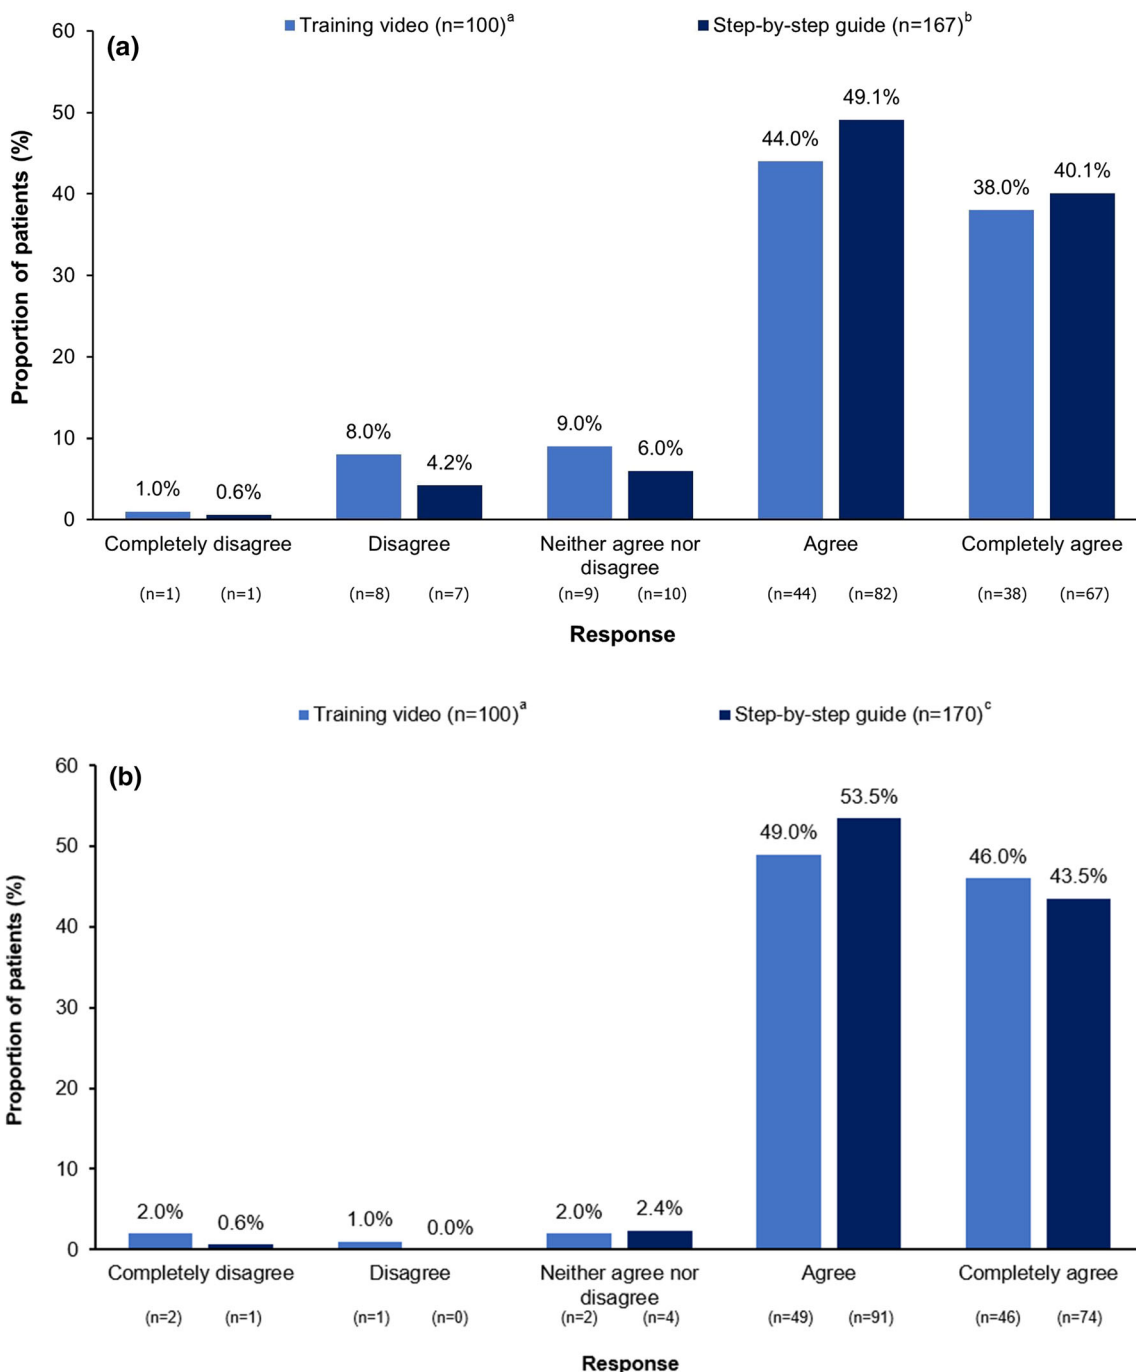 (a)
Training video (n=100)a
Step-by-step guide (n=167)b
Proportion of patients (%)
60
50
40
30
20
10
0
1.0%
0.6%
8.0%
4.2%
9.0%
6.0%
44.0%
49.1%
38.0%
40.1%
Completely disagree
Disagree
Neither agree nor
disagree
Agree
Completely agree
(n=1) (n=1) (n=8) (n=7) (n=9) (n=10) (n=44) (n=82) (n=38) (n=67)
Response
Training video (n=100)a
Step-by-step guide (n=170)c
(b)
Proportion of patients (%)
60
50
40
30
20
10
0
2.0%
0.6%
1.0%
0.0%
2.0%
2.4%
49.0%
53.5%
46.0%
43.5%
Completely disagree
Disagree
Neither agree nor
disagree
Agree
Completely agree
(n=2) (n=1) (n=1) (n=0) (n=2) (n=4) (n=49) (n=91) (n=46) (n=74)
Response